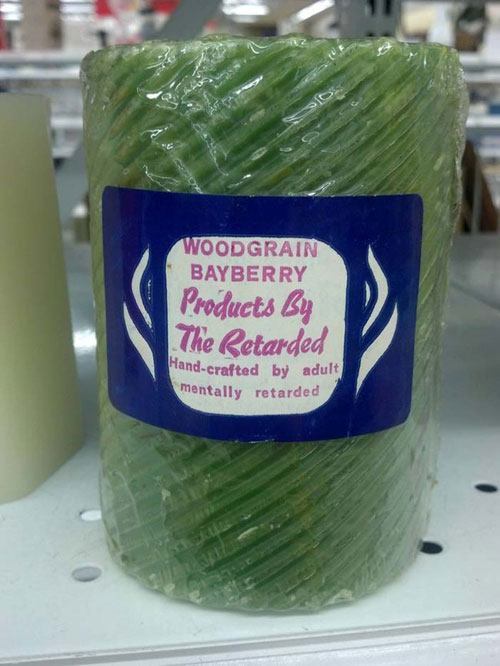 WOODGRAIN
BAYBERRY
Products By
The Retarded
Hand-crafted by adult
mentally retarded